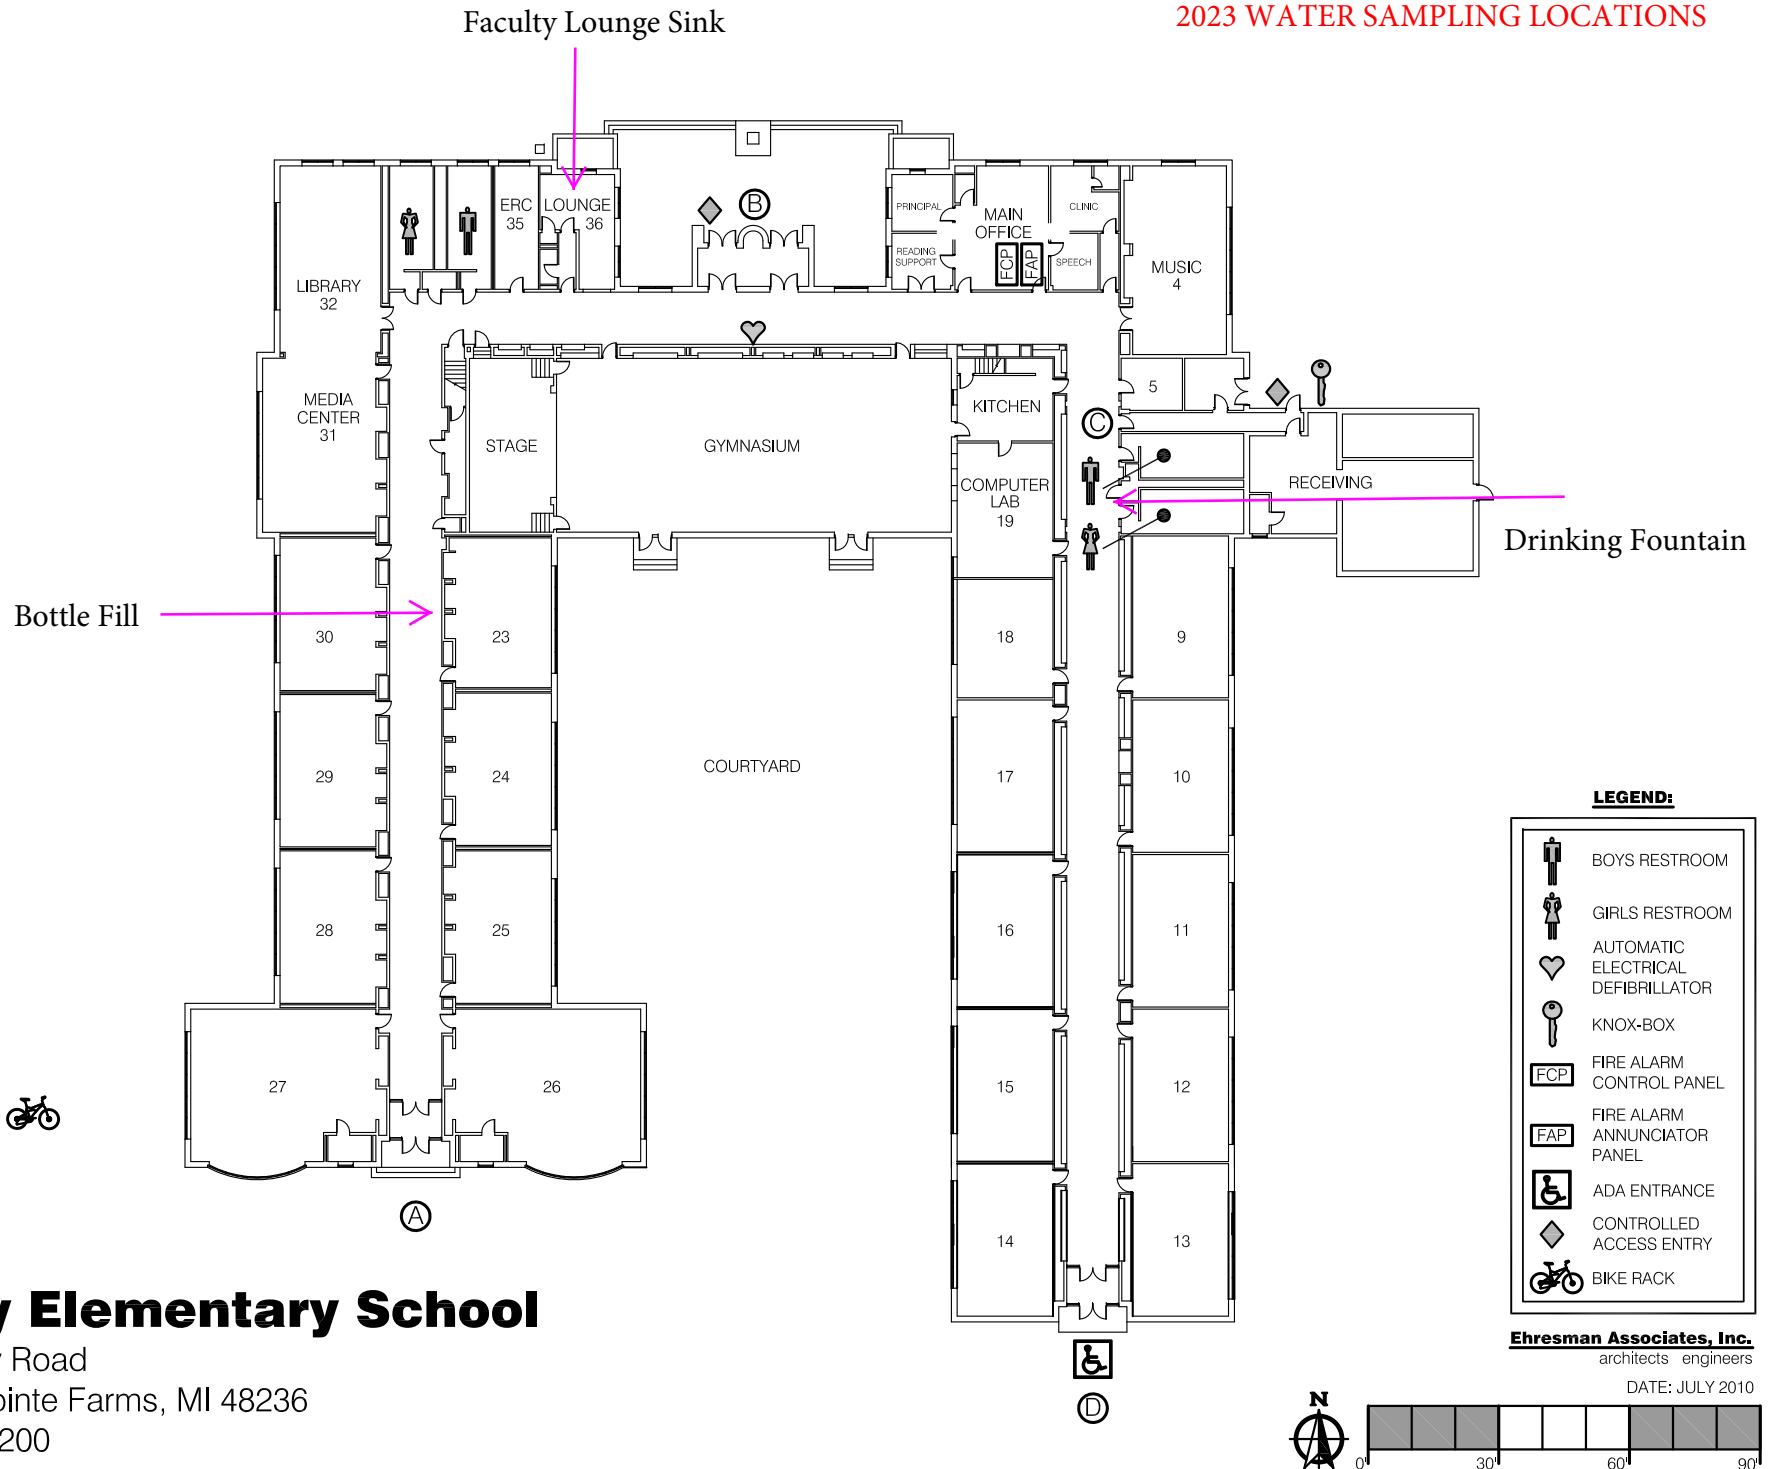 Faculty Lounge Sink
2023 WATER SAMPLING LOCATIONS
ERC
35
LOUNGE
36
B
PRINCIPAL
MAIN
OFFICE
CLINIC
READING
SUPPORT
FCP
FAP
SPEECH
MUSIC
4
LIBRARY
32
MEDIA
CENTER
31
STAGE
GYMNASIUM
KITCHEN
COMPUTER
LAB
19
5
C
RECEIVING
Drinking Fountain
Bottle Fill
30
23
18
9
29
24
COURTYARD
17
10
28
25
16
11
27
26
15
12
14
13
A
D
LEGEND:
BOYS RESTROOM
GIRLS RESTROOM
AUTOMATIC
ELECTRICAL
DEFIBRILLATOR
KNOX-BOX
FCP
FIRE ALARM
CONTROL PANEL
FAP
FIRE ALARM
ANNUNCIATOR
PANEL
ADA ENTRANCE
CONTROLLED
ACCESS ENTRY
BIKE RACK
Ehresman Associates, Inc.
architects engineers
DATE: JULY 2010
N
0' 30' 60' 90'
y Elementary School
Road
ointe Farms, MI 48236
200